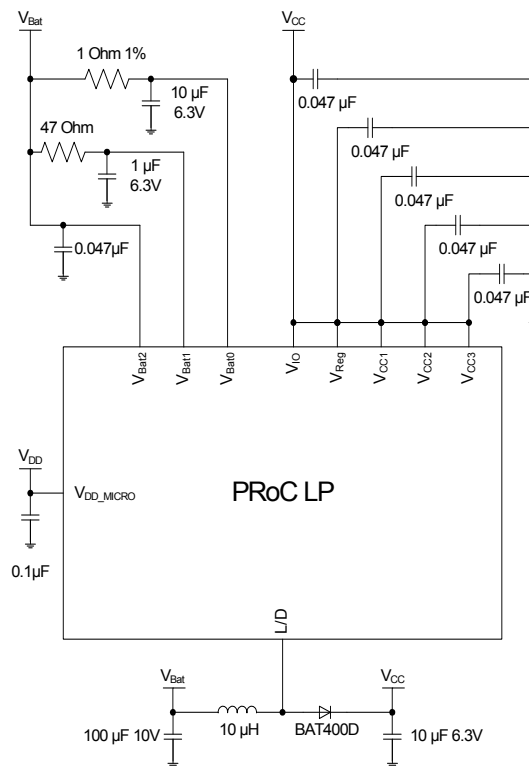 VBat
VCC
1 Ohm 1%
10 µF
6.3V
0.047 µF
47 Ohm
1 µF
6.3V
0.047 µF
0.047 µF
0.047µF
0.047 µF
0.047 µF
VBat2
VBat1
VBat0
VIO
VReg
VCC1
VCC2
VCC3
VDD
VDD_MICRO
PRoC LP
0.1µF
L/D
VBat
VCC
100 µF 10V
10 µH
BAT400D
10 µF 6.3V